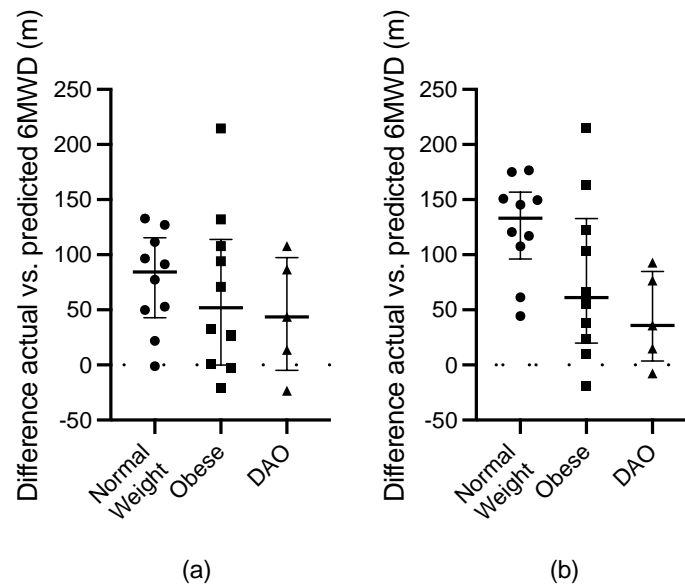 Difference actual vs. predicted 6MWD (m)
250
200
150
100
50
0
-50
Normal
Weight
Obese
DAO
(a)
Difference actual vs. predicted 6MWD (m)
250
200
150
100
50
0
-50
Normal
Weight
Obese
DAO
(b)